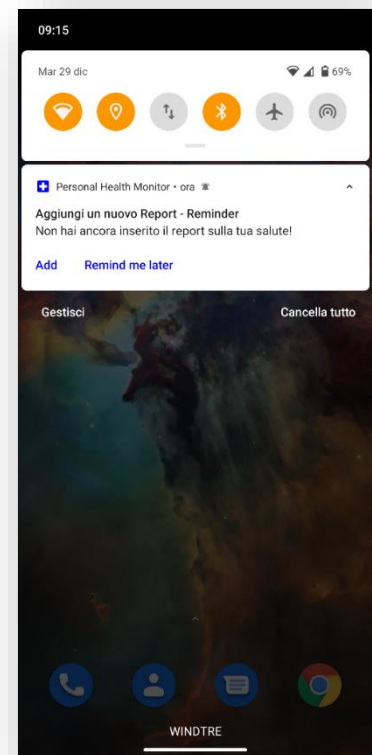 09:15
Mar 29 dic
69%
Personal Health Monitor • ora
Aggiungi un nuovo Report - Reminder
Non hai ancora inserito il report sulla tua salute!
Add Remind me later
Gestisci Cancella tutto
WINDTRE